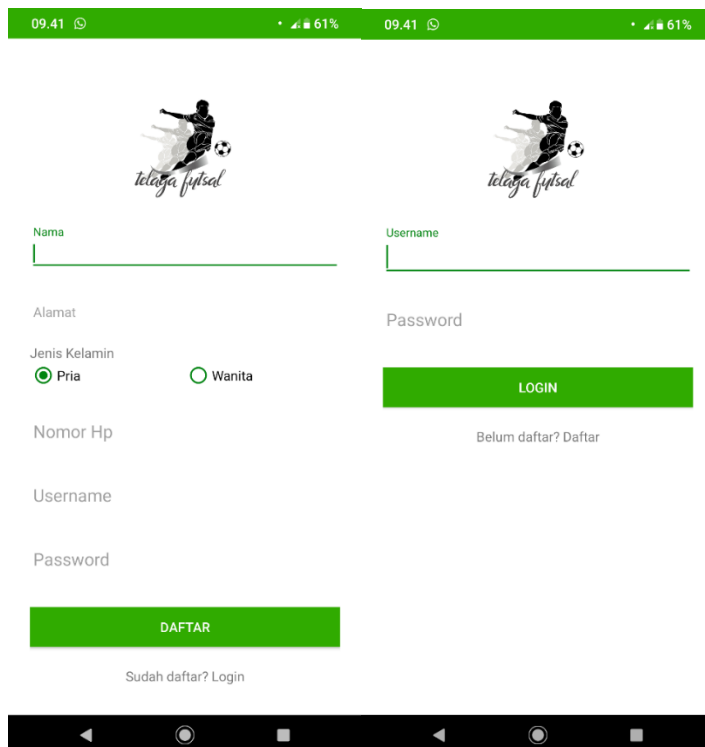 09.41
61%
telaga futsal
Nama
Alamat
Jenis Kelamin
Pria
Wanita
Nomor Hp
Username
Password
DAFTAR
Sudah daftar? Login
09.41
61%
telaga futsal
Username
Password
LOGIN
Belum daftar? Daftar